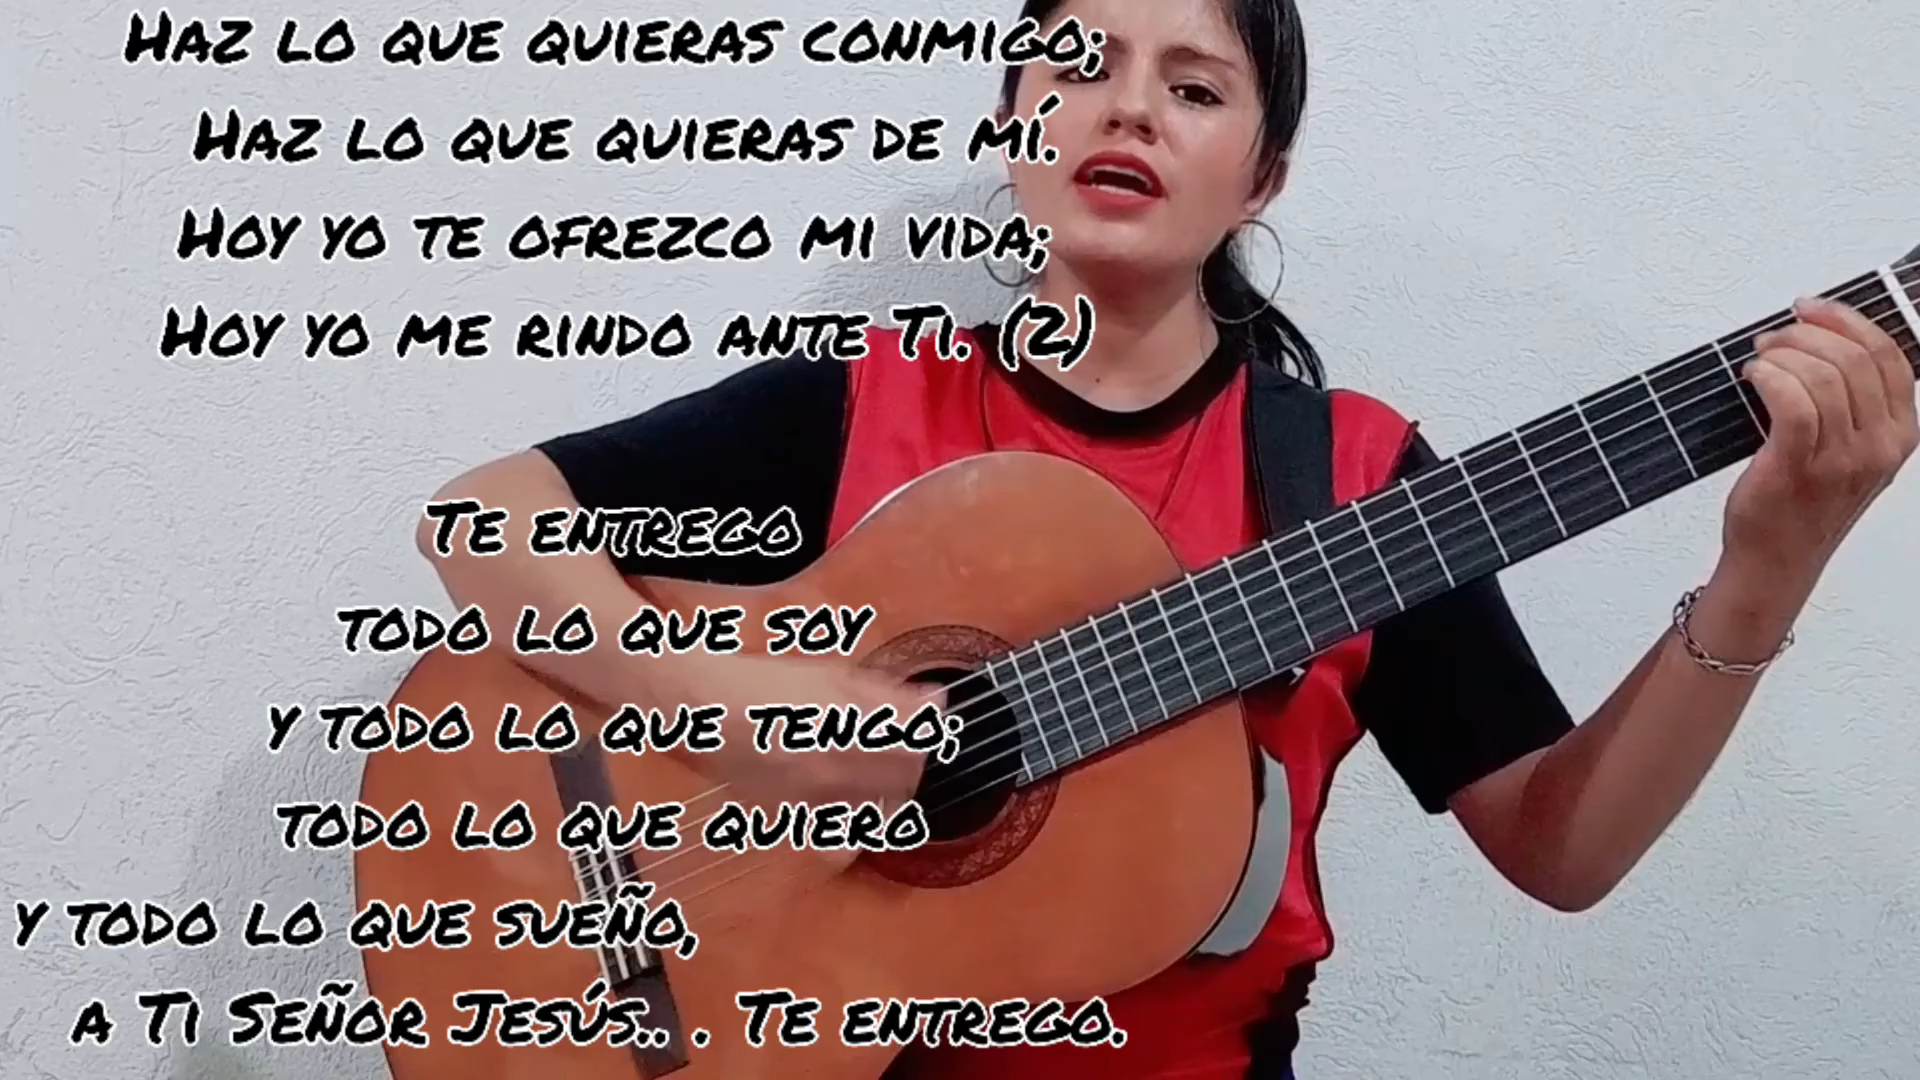 Haz lo que quieras conmigo;
Haz lo que quieras de mí.
Hoy yo te ofrezco mi vida;
Hoy yo me rindo ante Ti. (2)
Te entrego
todo lo que soy
y todo lo que tengo;
todo lo que quiero
y todo lo que sueño,
a Ti Señor Jesús.. . Te entrego.